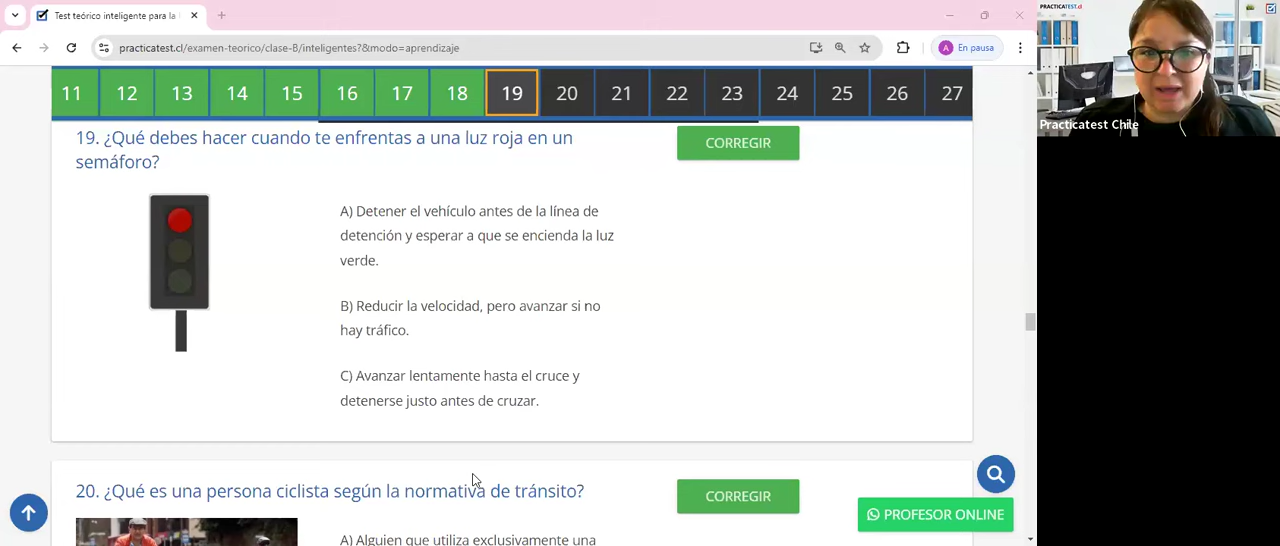 Test teórico inteligente para la l
practicatest.cl/examen-teorico/clase-B/inteligentes?&modo=aprendizaje
A
En pausa
PRACTICATEST.cl
11 12 13 14 15 16 17 18 19 20 21 22 23 24 25 26 27
Practicatest Chile
19. ¿Qué debes hacer cuando te enfrentas a una luz roja en un
semáforo?
CORREGIR
A) Detener el vehículo antes de la línea de
detención y esperar a que se encienda la luz
verde.
B) Reducir la velocidad, pero avanzar si no
hay tráfico.
C) Avanzar lentamente hasta el cruce y
detenerse justo antes de cruzar.
20. ¿Qué es una persona ciclista según la normativa de tránsito?
CORREGIR
PROFESOR ONLINE
A) Alguien que utiliza exclusivamente una